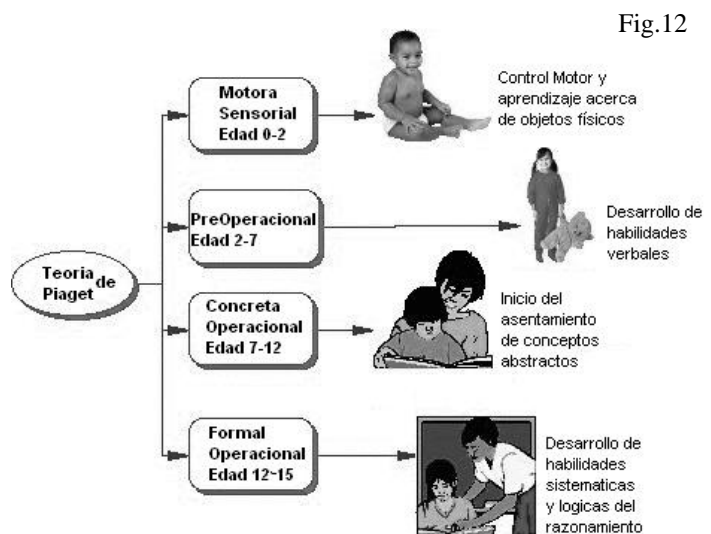 Fig.12
Motora
Sensorial
Edad 0-2
Control Motor y
aprendizaje acerca
de objetos físicos
PreOperacional
Edad 2-7
Desarrollo de
habilidades
verbales
Teoria de
Piaget
Concreta
Operacional
Edad 7-12
Inicio del
asentamiento
de conceptos
abstractos
Formal
Operacional
Edad 12~15
Desarrollo de
habilidades
sistematicas
y logicas del
razonamiento